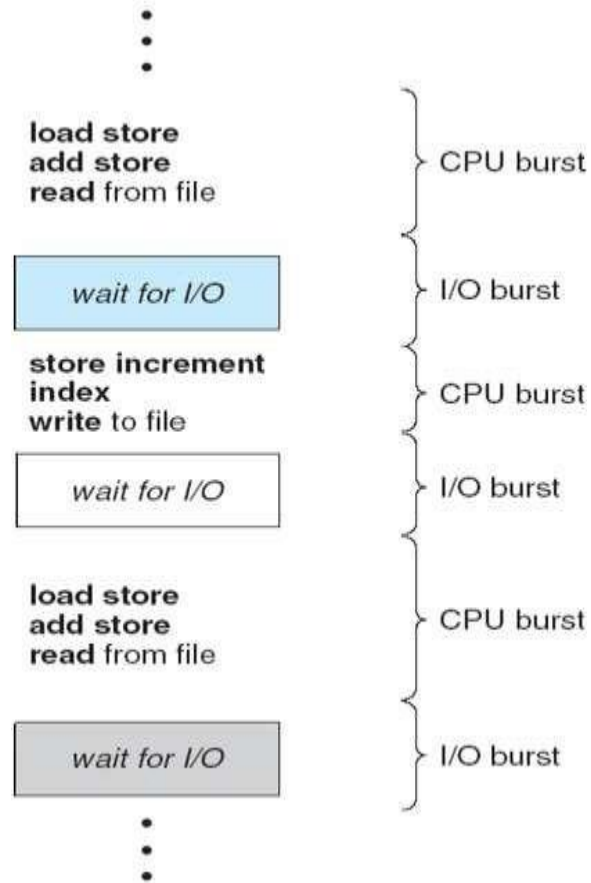 load store
add store
read from file
CPU burst
wait for I/O
I/O burst
store increment
index
write to file
CPU burst
wait for I/O
I/O burst
load store
add store
read from file
CPU burst
wait for I/O
I/O burst